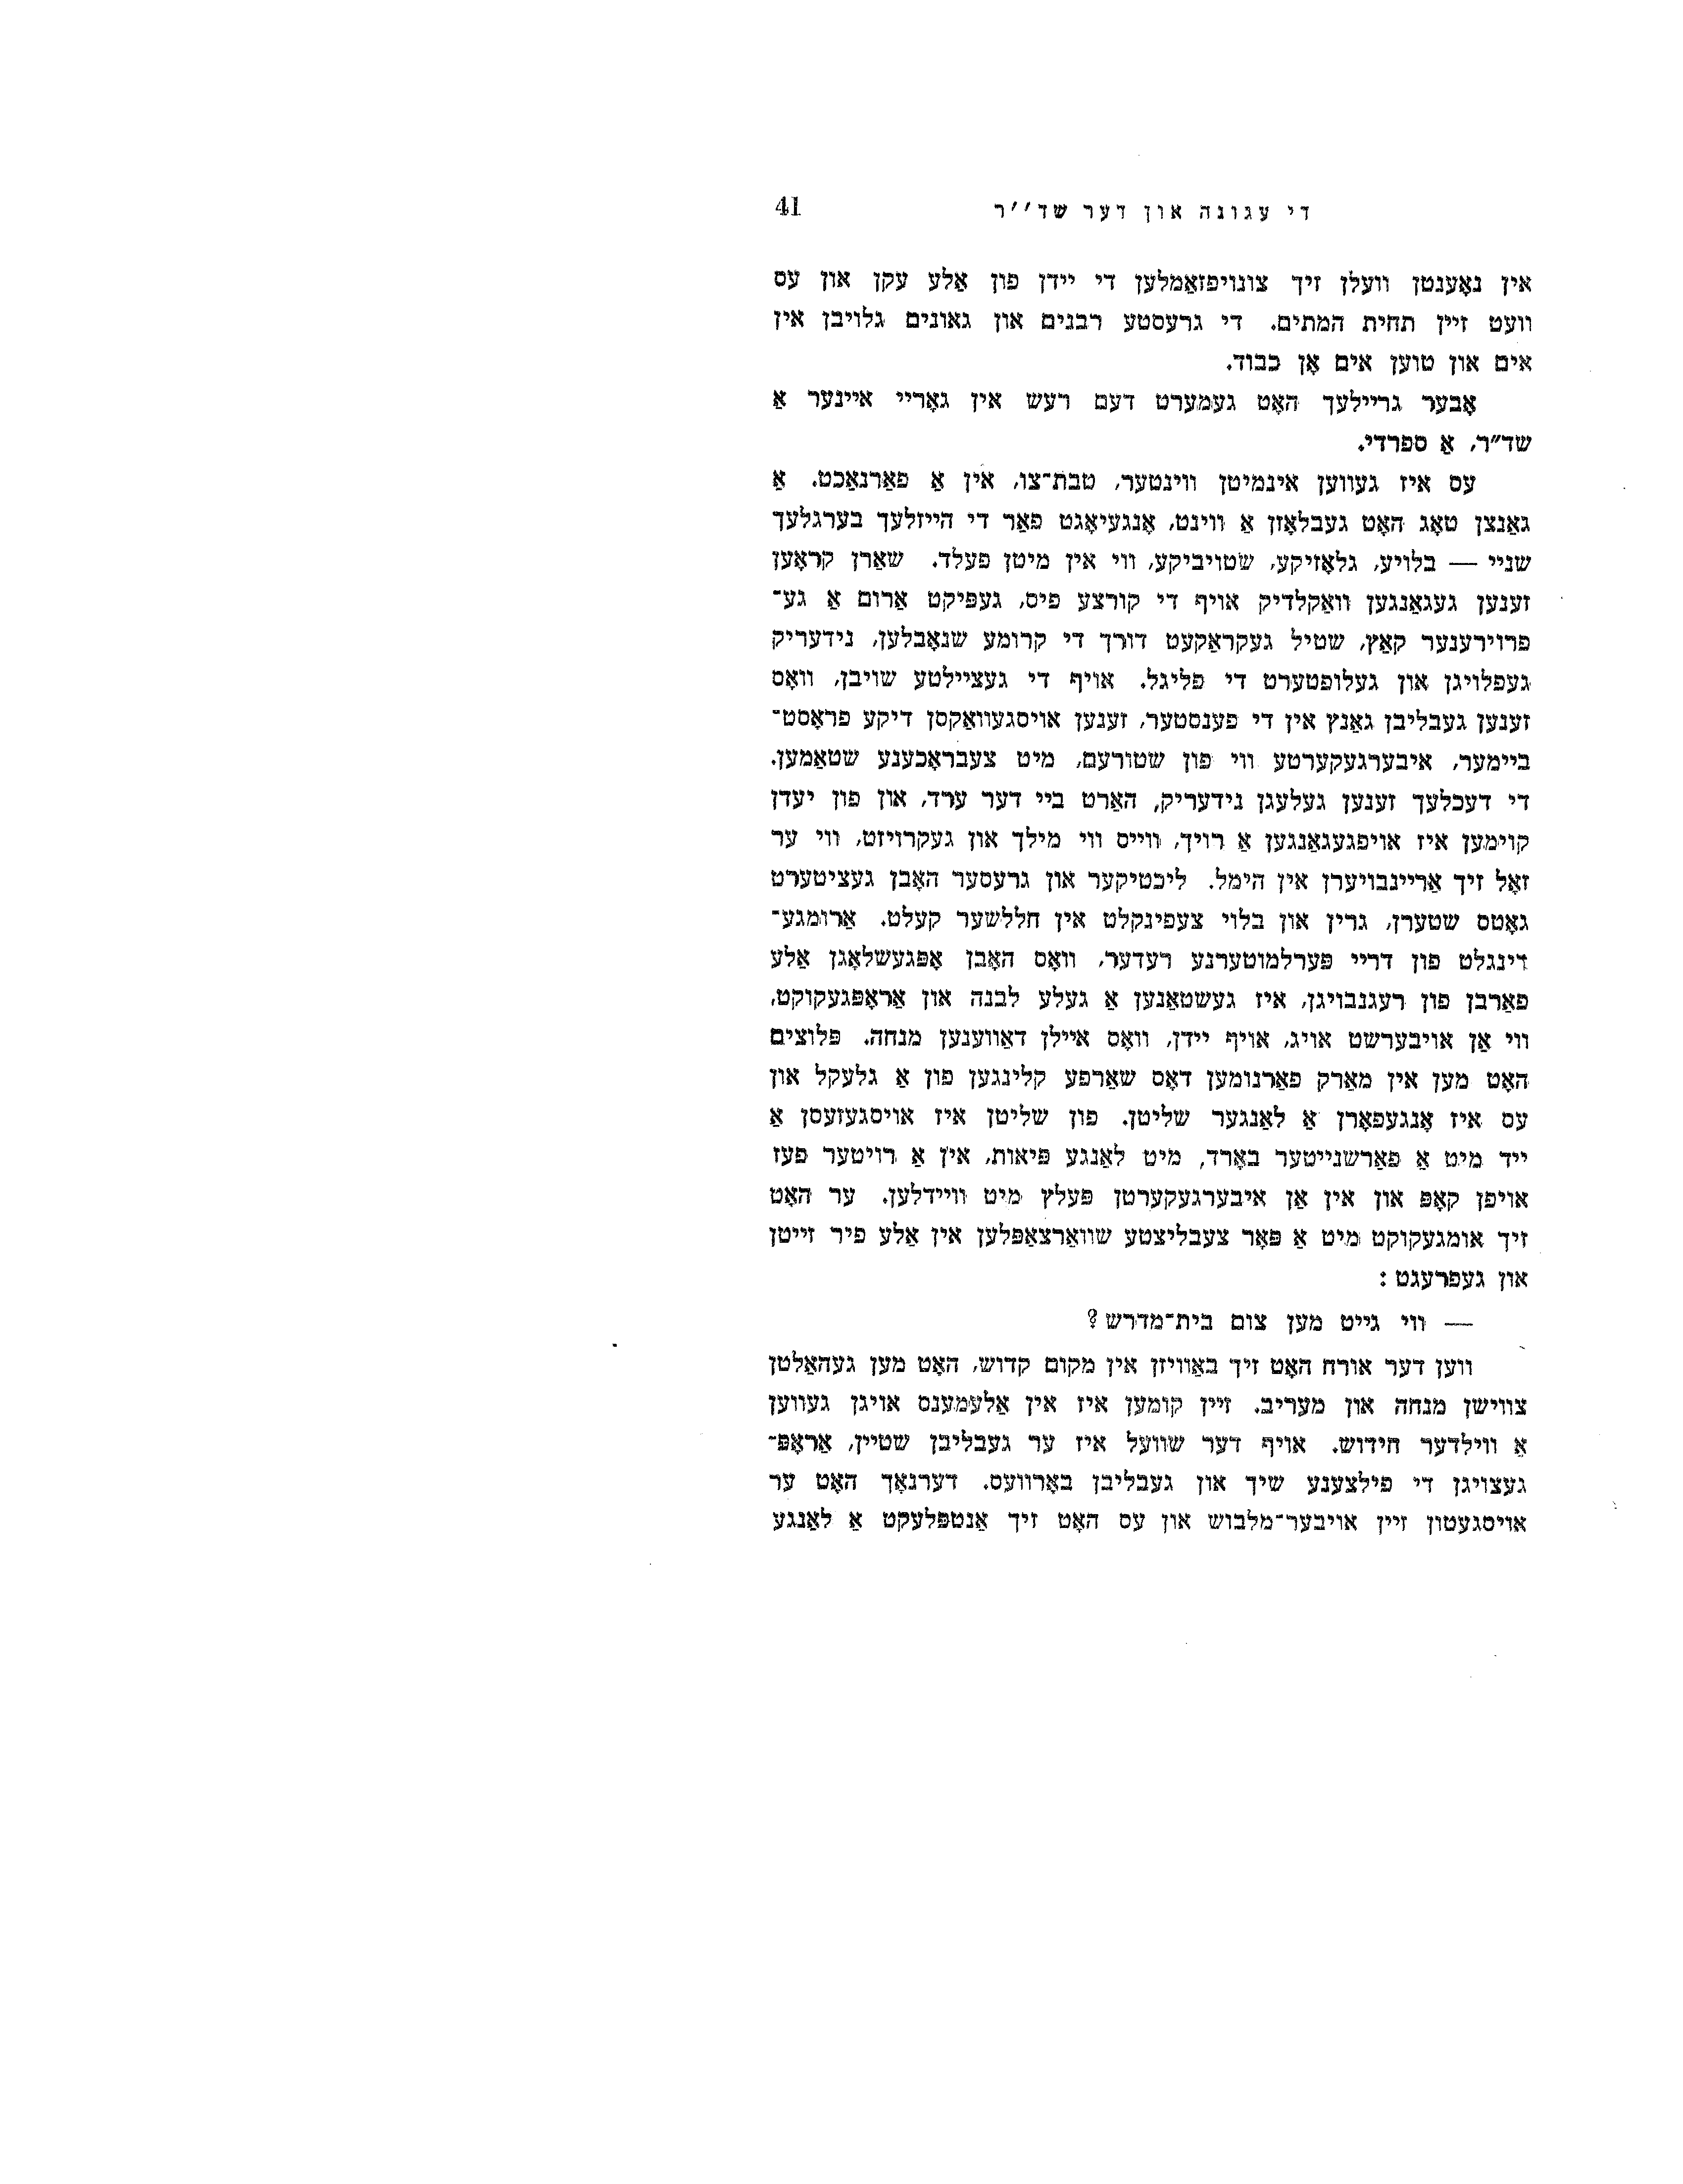 די עגונה און דער שד''ר 41
אין נאָענטן וועלן זיך צונויפזאַמלען די יידן פון אַלע עקן און עס
וועט זיין תחית המתים. די גרעסטע רבנים און גאונים גלויבן אין
אים און טוען אים אָן כבוד.
אָבער גריילעך האָט געמערט דעם רעש אין גאָריי איינער אַ
שד״ר, אַ ספרדי.
עס איז געווען אינמיטן ווינטער, טבת־צו, אין אַ פאַרנאַכט. אַ
גאַנצן טאָג האָט געבלאָזן אַ ווינט, אָנגעיאָגט פאַר די הייזלעך בערגלעך
שניי — בלויע, גלאָזיקע, שטויביקע, ווי אין מיטן פעלד. שאַרן קראָען
זענען געגאַנגען וואַקלדיק אויף די קורצע פיס, געפּיקט אַרום אַ גע־
פרוירענער קאַץ, שטיל געקראַקעט דורך די קרומע שנאָבלען, נידעריק
געפלויגן און געלופטערט די פליגל. אויף די געציילטע שויבן, וואָס
זענען געבליבן גאַנץ אין די פענסטער, זענען אויסגעוואַקסן דיקע פראָסט־
ביימער, איבערגעקערטע ווי פון שטורעם, מיט צעבראָכענע שטאַמען.
די דעכלעך זענען געלעגן נידעריק, האַרט ביי דער ערד, און פון יעדן
קוימען איז אויפגעגאַנגען אַ רויך, ווייס ווי מילך און געקרויזט, ווי ער
זאָל זיך אַריינבויערן אין הימל. ליכטיקער און גרעסער האָבן געציטערט
גאָטס שטערן, גרין און בלוי צעפינקלט אין חללשער קעלט. אַרומגע־
רינגלט פון דריי פּערלמוטערנע רעדער, וואָס האָבן אָפּגעשלאָגן אַלע
פאַרבן פון רעגנבויגן, איז געשטאַנען אַ געלע לבנה און אַראָפּגעקוקט,
ווי אַן אויבערשט אויג, אויף יידן, וואָס איילן דאַווענען מנחה. פּלוצים
האָט מען אין מאַרק פאַרנומען דאָס שאַרפע קלינגען פון אַ גלעקל און
עס איז אָנגעפאָרן אַ לאַנגער שליטן. פון שליטן איז אויסגעזעסן אַ
ייד מיט אַ פאַרשנייטער באָרד, מיט לאַנגע פּיאות, אין אַ רויטער פעז
אויפן קאָפּ און אין אַן איבערגעקערטן פּעלץ מיט וויידלען. ער האָט
זיך אומגעקוקט מיט אַ פּאָר צעבליצטע שוואַרצאַפּלען אין אַלע פיר זייטן
און געפרעגט:
— ווי גייט מען צום בית־מדרש?
ווען דער אורח האָט זיך באַוויזן אין מקום קדוש, האָט מען געהאַלטן
צווישן מנחה און מעריב. זיין קומען איז אין אַלעמענס אויגן געווען
אַ ווילדער חידוש. אויף דער שוועל איז ער געבליבן שטיין, אַראָפּ־
געצויגן די פילצענע שיך און געבליבן באָרוועס. דערנאָך האָט ער
אויסגעטון זיין אויבער־מלבוש און עס האָט זיך אַנטפּלעקט אַ לאַנגע